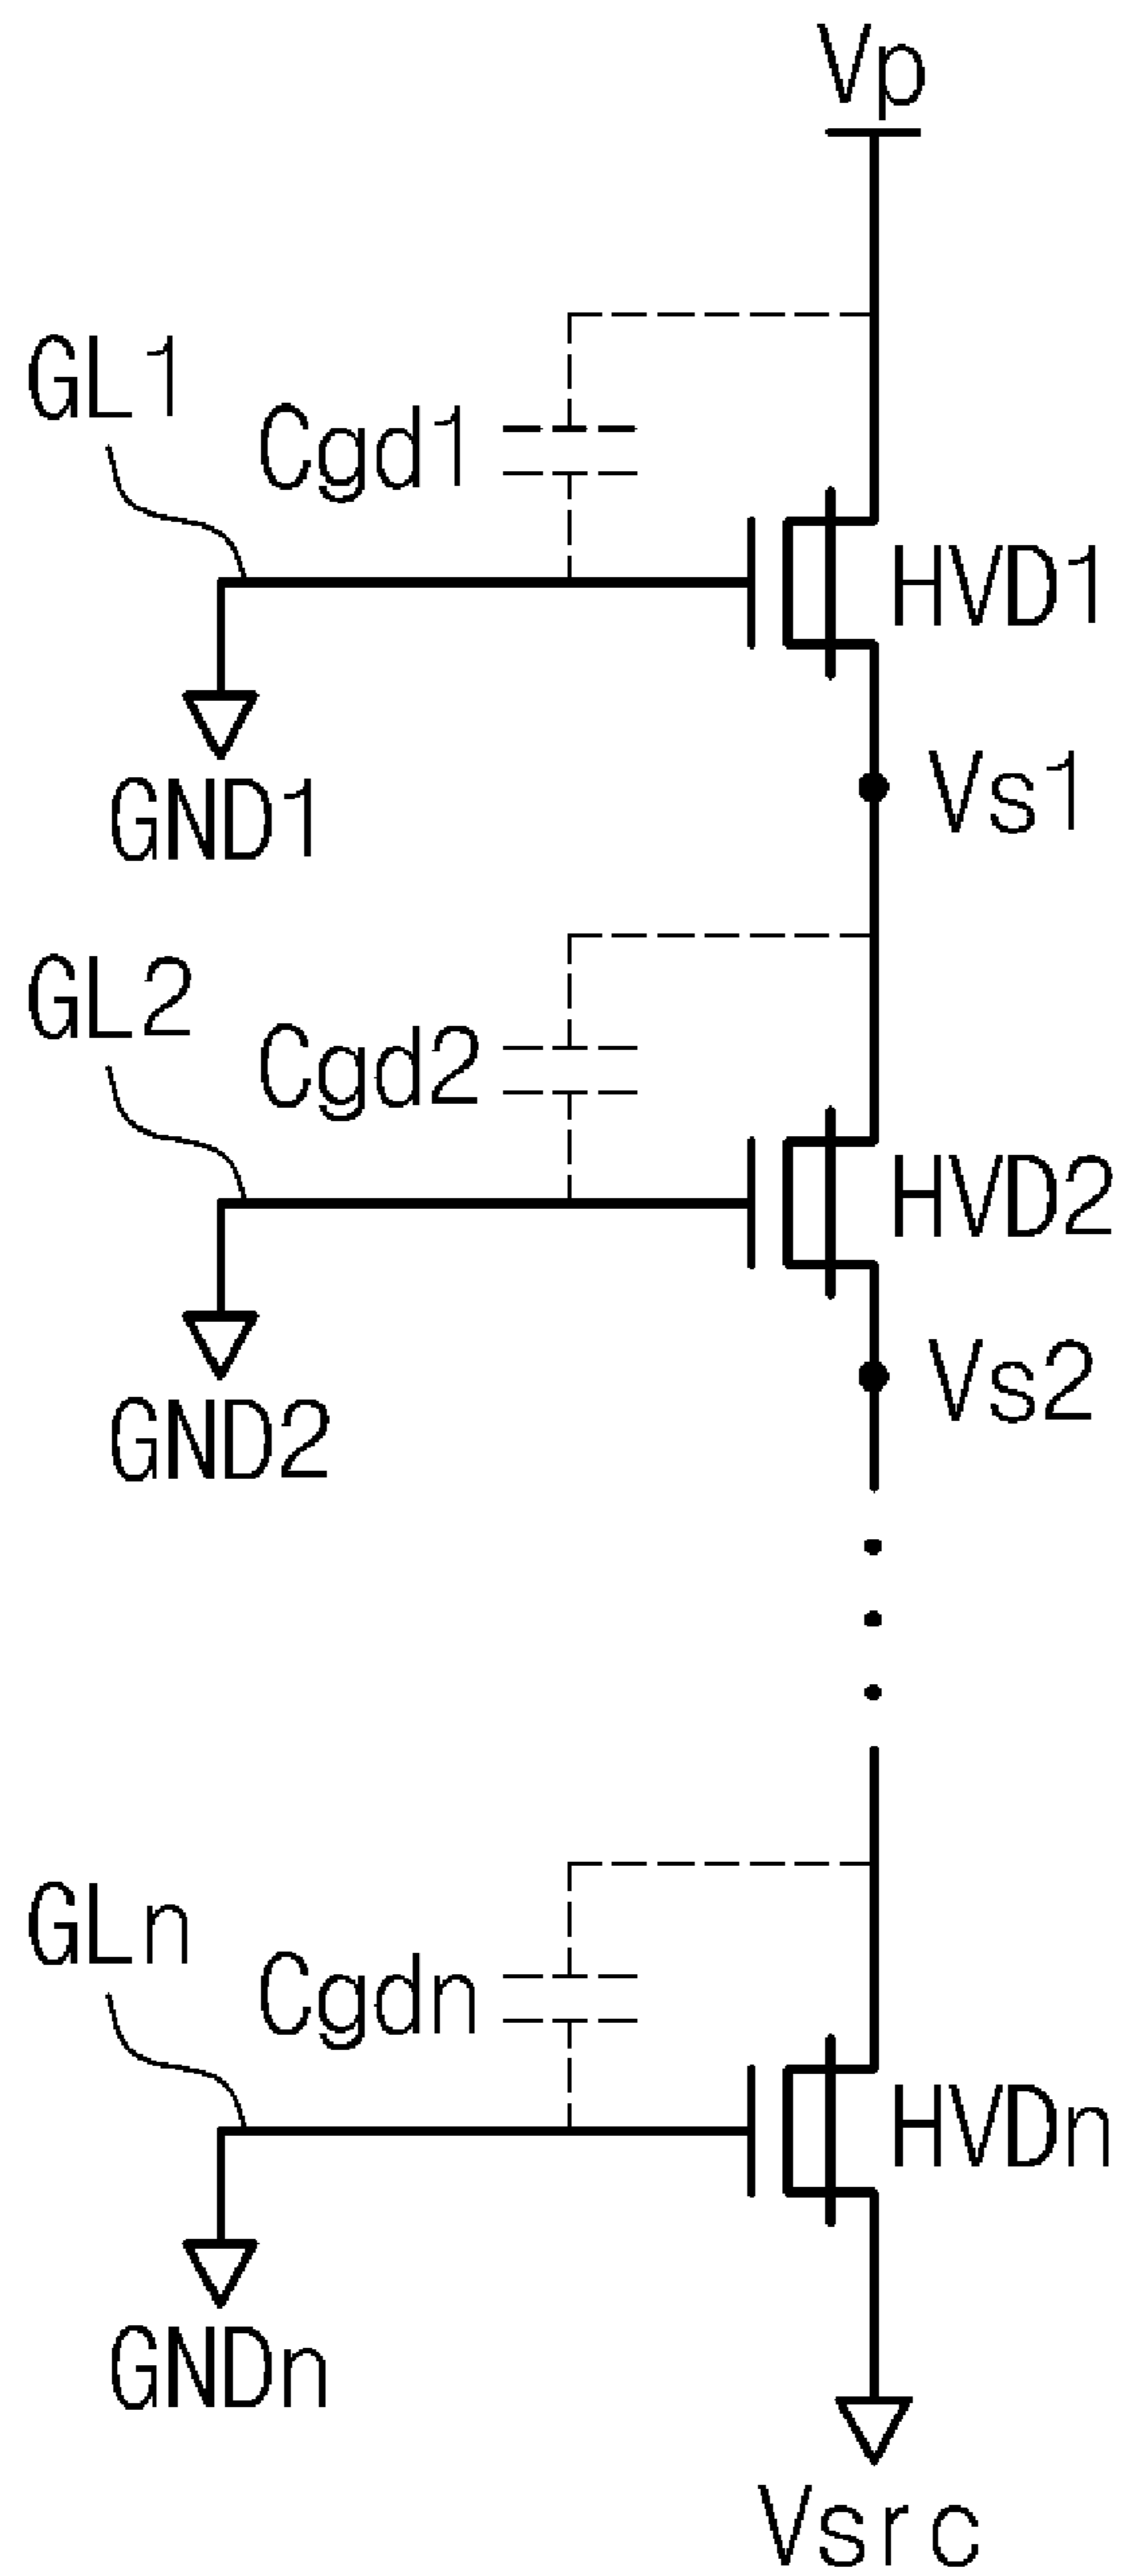 Vp
GL1
Cgd1
HVD1
GND1
Vs1
GL2
Cgd2
HVD2
GND2
Vs2
GLn
Cgdn
HVDn
GNDn
Vsrc